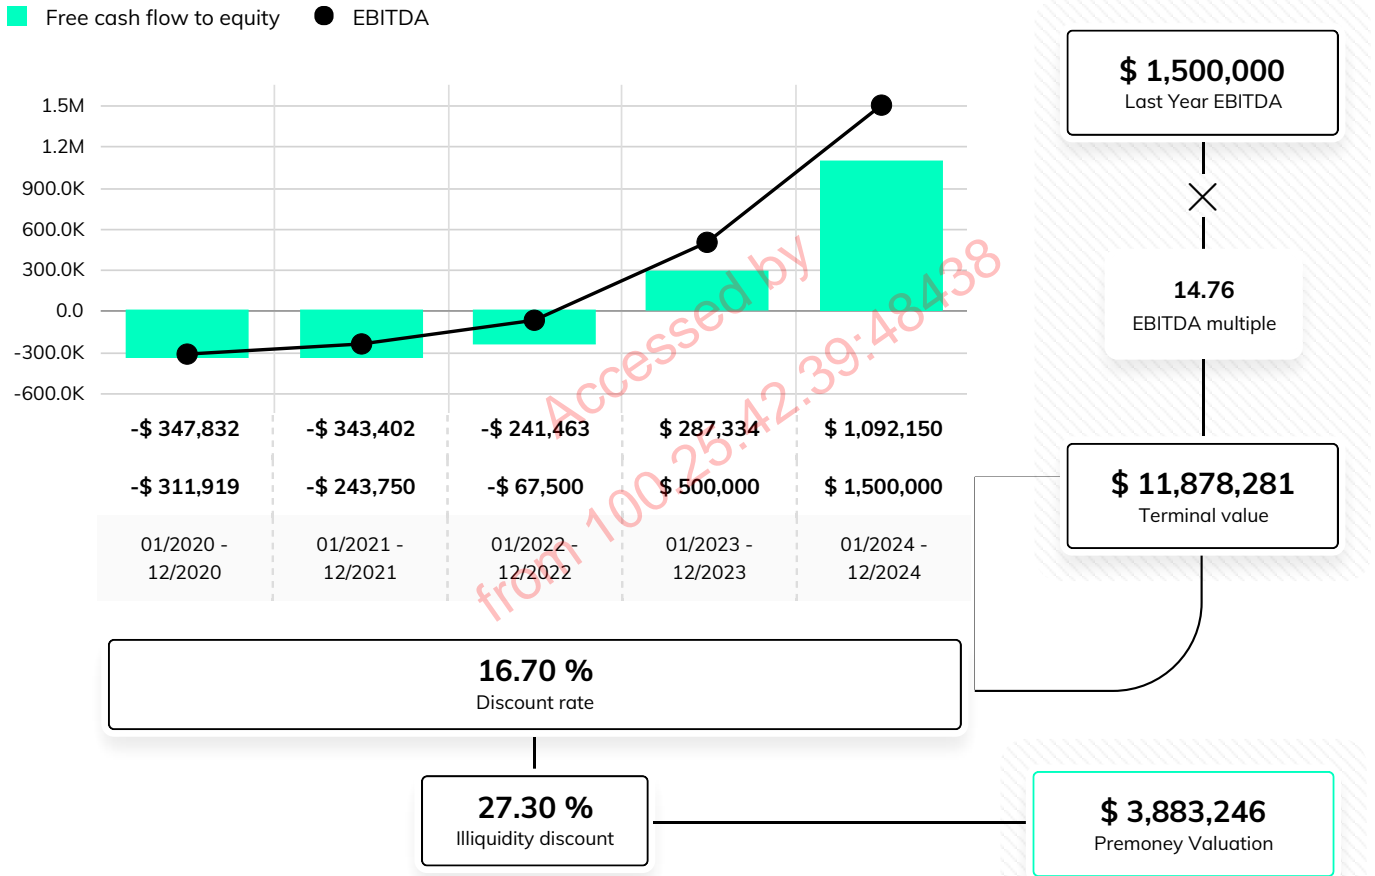 Free cash flow to equity
EBITDA
1.5M
1.2M
900.0K
600.0K
300.0K
0.0
-300.0K
-600.0K
-$ 347,832
-$ 343,402
-$ 241,463
$ 287,334
$ 1,092,150
-$ 311,919
-$ 243,750
-$ 67,500
$ 500,000
$ 1,500,000
01/2020 -
12/2020
01/2021 -
12/2021
01/2022 -
12/2022
01/2023 -
12/2023
01/2024 -
12/2024
$ 1,500,000
Last Year EBITDA
14.76
EBITDA multiple
$ 11,878,281
Terminal value
16.70 %
Discount rate
27.30 %
Illiquidity discount
$ 3,883,246
Premoney Valuation
Accessed by
from 100.25.42.39:48438